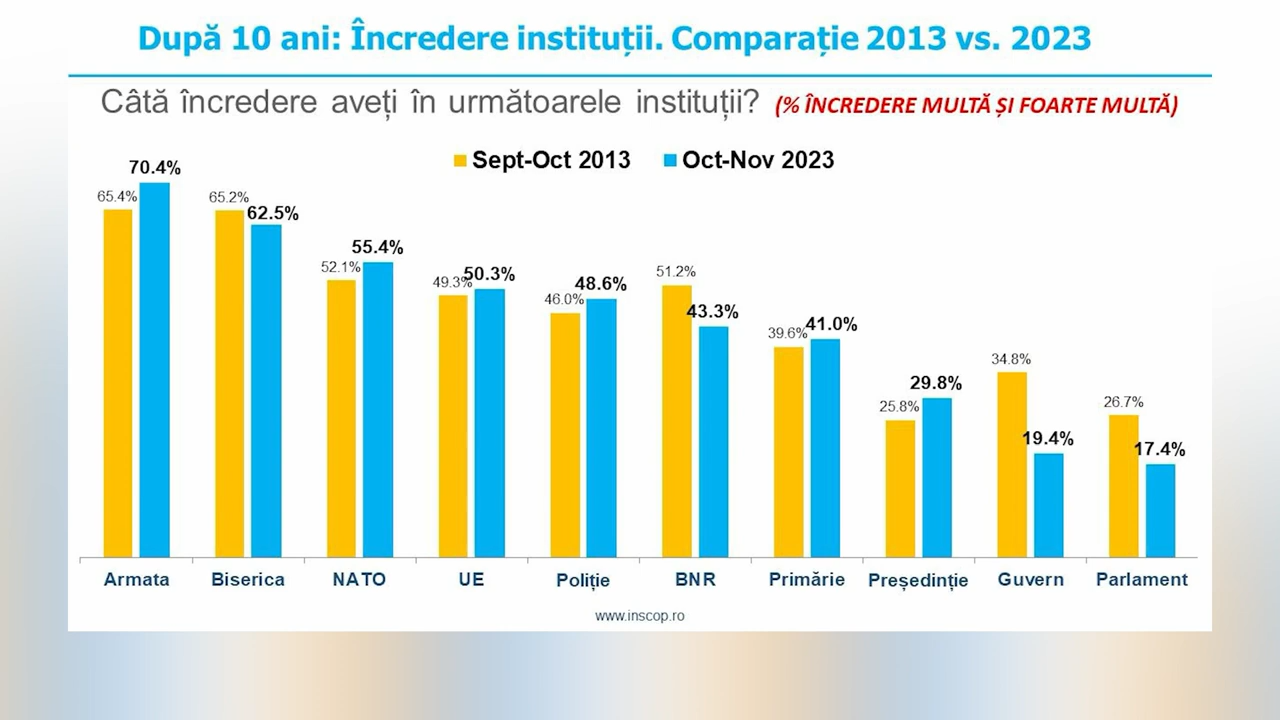 După 10 ani: Încredere instituții. Comparație 2013 vs. 2023
Câtă încredere aveți în următoarele instituții? (% ÎNCREDERE MULTĂ ȘI FOARTE MULTĂ)
Sept-Oct 2013 Oct-Nov 2023
65.4% 70.4%
65.2% 62.5%
52.1% 55.4%
49.3% 50.3%
46.0% 48.6%
51.2% 43.3%
39.6% 41.0%
25.8% 29.8%
34.8% 19.4%
26.7% 17.4%
Armata Biserica NATO UE Poliție BNR Primărie Președinție Guvern Parlament
www.inscop.ro